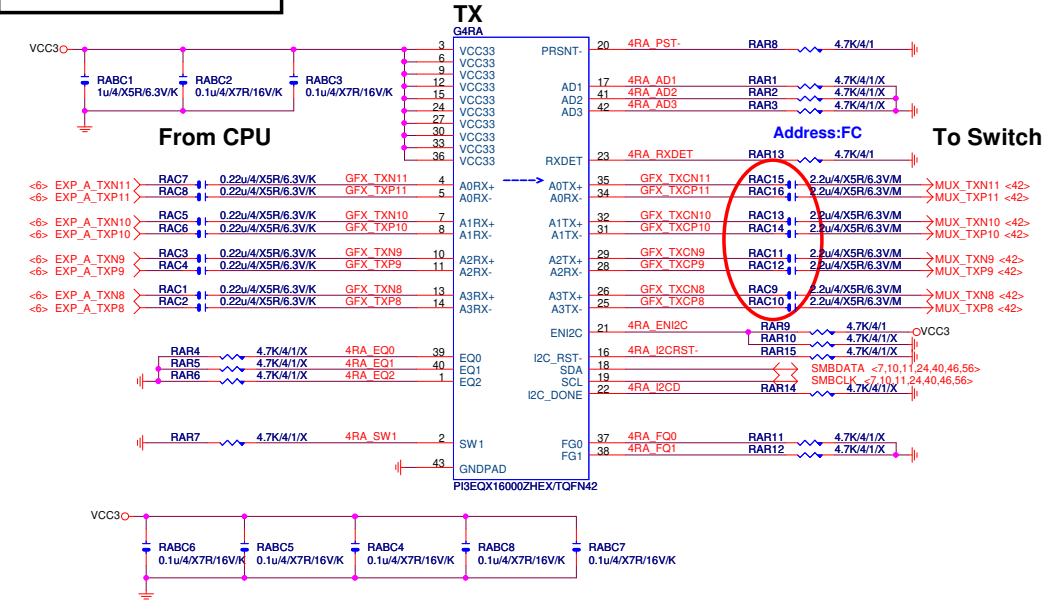 TX
G4RA
VCC3
RABC1
1u/4/X5R/6.3V/K
RABC2
0.1u/4/X7R/16V/K
RABC3
0.1u/4/X7R/16V/K
3 VCC33
6 VCC33
9 VCC33
12 VCC33
15 VCC33
24 VCC33
27 VCC33
30 VCC33
33 VCC33
36 VCC33
PRSNT- 20 4RA_PST- RAR8 4.7K/4/1
AD1 17 4RA_AD1 RAR1 4.7K/4/1/X
AD2 41 4RA_AD2 RAR2 4.7K/4/1/X
AD3 42 4RA_AD3 RAR3 4.7K/4/1/X
From CPU
Address:FC
To Switch
RXDET 23 4RA_RXDET RAR13 4.7K/4/1
<6> EXP_A_TXN11 RAC7 0.22u/4/X5R/6.3V/K GFX_TXN11 4 A0RX+ A0TX+ 35 GFX_TXCN11 RAC15 2.2u/4/X5R/6.3V/M MUX_TXN11 <42>
<6> EXP_A_TXP11 RAC8 0.22u/4/X5R/6.3V/K GFX_TXP11 5 A0RX- A0RX- 34 GFX_TXCP11 RAC16 2.2u/4/X5R/6.3V/M MUX_TXP11 <42>
<6> EXP_A_TXN10 RAC5 0.22u/4/X5R/6.3V/K GFX_TXN10 7 A1RX+ A1TX+ 32 GFX_TXCN10 RAC13 2.2u/4/X5R/6.3V/M MUX_TXN10 <42>
<6> EXP_A_TXP10 RAC6 0.22u/4/X5R/6.3V/K GFX_TXP10 8 A1RX- A1TX- 31 GFX_TXCP10 RAC14 2.2u/4/X5R/6.3V/M MUX_TXP10 <42>
<6> EXP_A_TXN9 RAC3 0.22u/4/X5R/6.3V/K GFX_TXN9 10 A2RX+ A2TX+ 29 GFX_TXCN9 RAC11 2.2u/4/X5R/6.3V/M MUX_TXN9 <42>
<6> EXP_A_TXP9 RAC4 0.22u/4/X5R/6.3V/K GFX_TXP9 11 A2RX- A2RX- 28 GFX_TXCP9 RAC12 2.2u/4/X5R/6.3V/M MUX_TXP9 <42>
<6> EXP_A_TXN8 RAC1 0.22u/4/X5R/6.3V/K GFX_TXN8 13 A3RX+ A3TX+ 26 GFX_TXCN8 RAC9 2.2u/4/X5R/6.3V/M MUX_TXN8 <42>
<6> EXP_A_TXP8 RAC2 0.22u/4/X5R/6.3V/K GFX_TXP8 14 A3RX- A3TX- 25 GFX_TXCP8 RAC10 2.2u/4/X5R/6.3V/M MUX_TXP8 <42>
ENI2C 21 4RA_ENI2C RAR9 4.7K/4/1 VCC3
RAR10 4.7K/4/1/X
RAR4 4.7K/4/1/X 4RA_EQ0 39 EQ0
RAR5 4.7K/4/1/X 4RA_EQ1 40 EQ1
RAR6 4.7K/4/1/X 4RA_EQ2 1 EQ2
I2C_RST- 16 4RA_I2CRST- RAR15 4.7K/4/1/X
SDA 18 SMBDATA <7,10,11,24,40,46,56>
SCL 19 SMBCLK <7,10,11,24,40,46,56>
I2C_DONE 22 4RA_I2CD RAR14 4.7K/4/1/X
RAR7 4.7K/4/1/X 4RA_SW1 2 SW1
FG0 37 4RA_FQ0 RAR11 4.7K/4/1/X
FG1 38 4RA_FQ1 RAR12 4.7K/4/1/X
43 GNDPAD
PI3EQX16000ZHEX/TQFN42
VCC3
RABC6
0.1u/4/X7R/16V/K
RABC5
0.1u/4/X7R/16V/K
RABC4
0.1u/4/X7R/16V/K
RABC8
0.1u/4/X7R/16V/K
RABC7
0.1u/4/X7R/16V/K